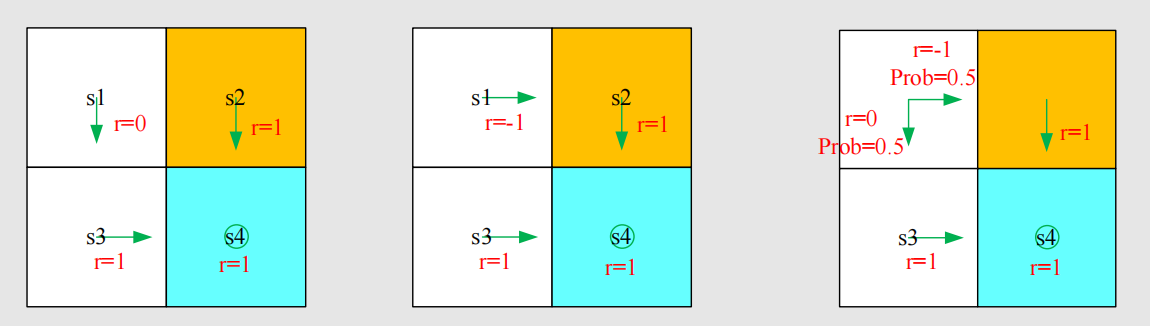 s1
r=0
s2
r=1
s3
r=1
s4
r=1
s1
r=-1
s2
r=1
s3
r=1
s4
r=1
r=-1
Prob=0.5
r=0
Prob=0.5
r=1
s3
r=1
s4
r=1